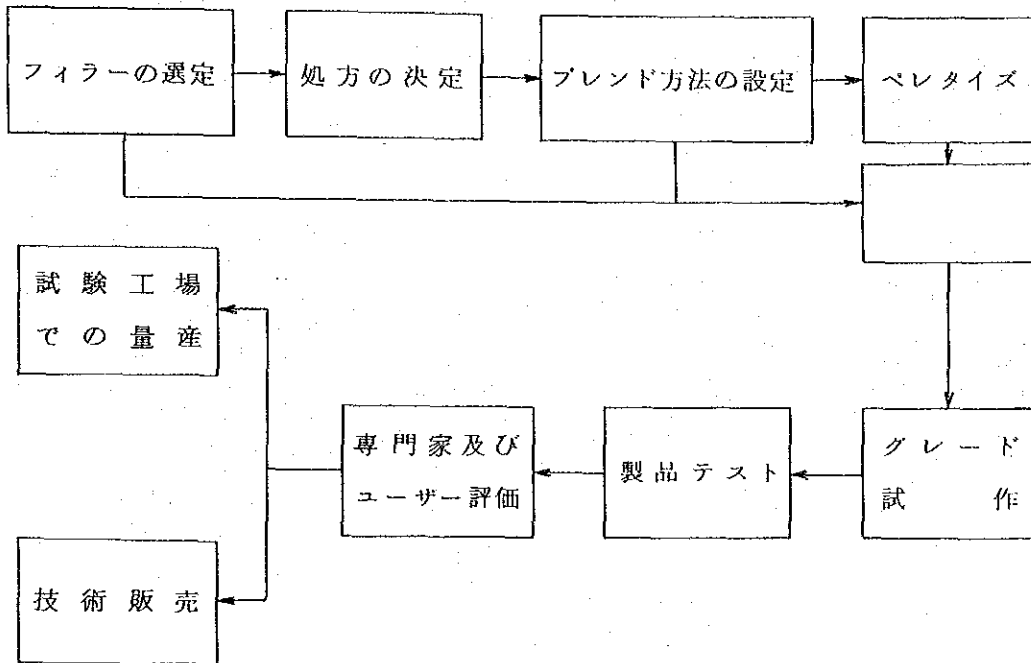 フィラーの選定
処方の決定
ブレンド方法の設定
ペレタイズ
試験工場
での量産
専門家及び
ユーザー評価
製品テスト
グレード
試作
技術販売